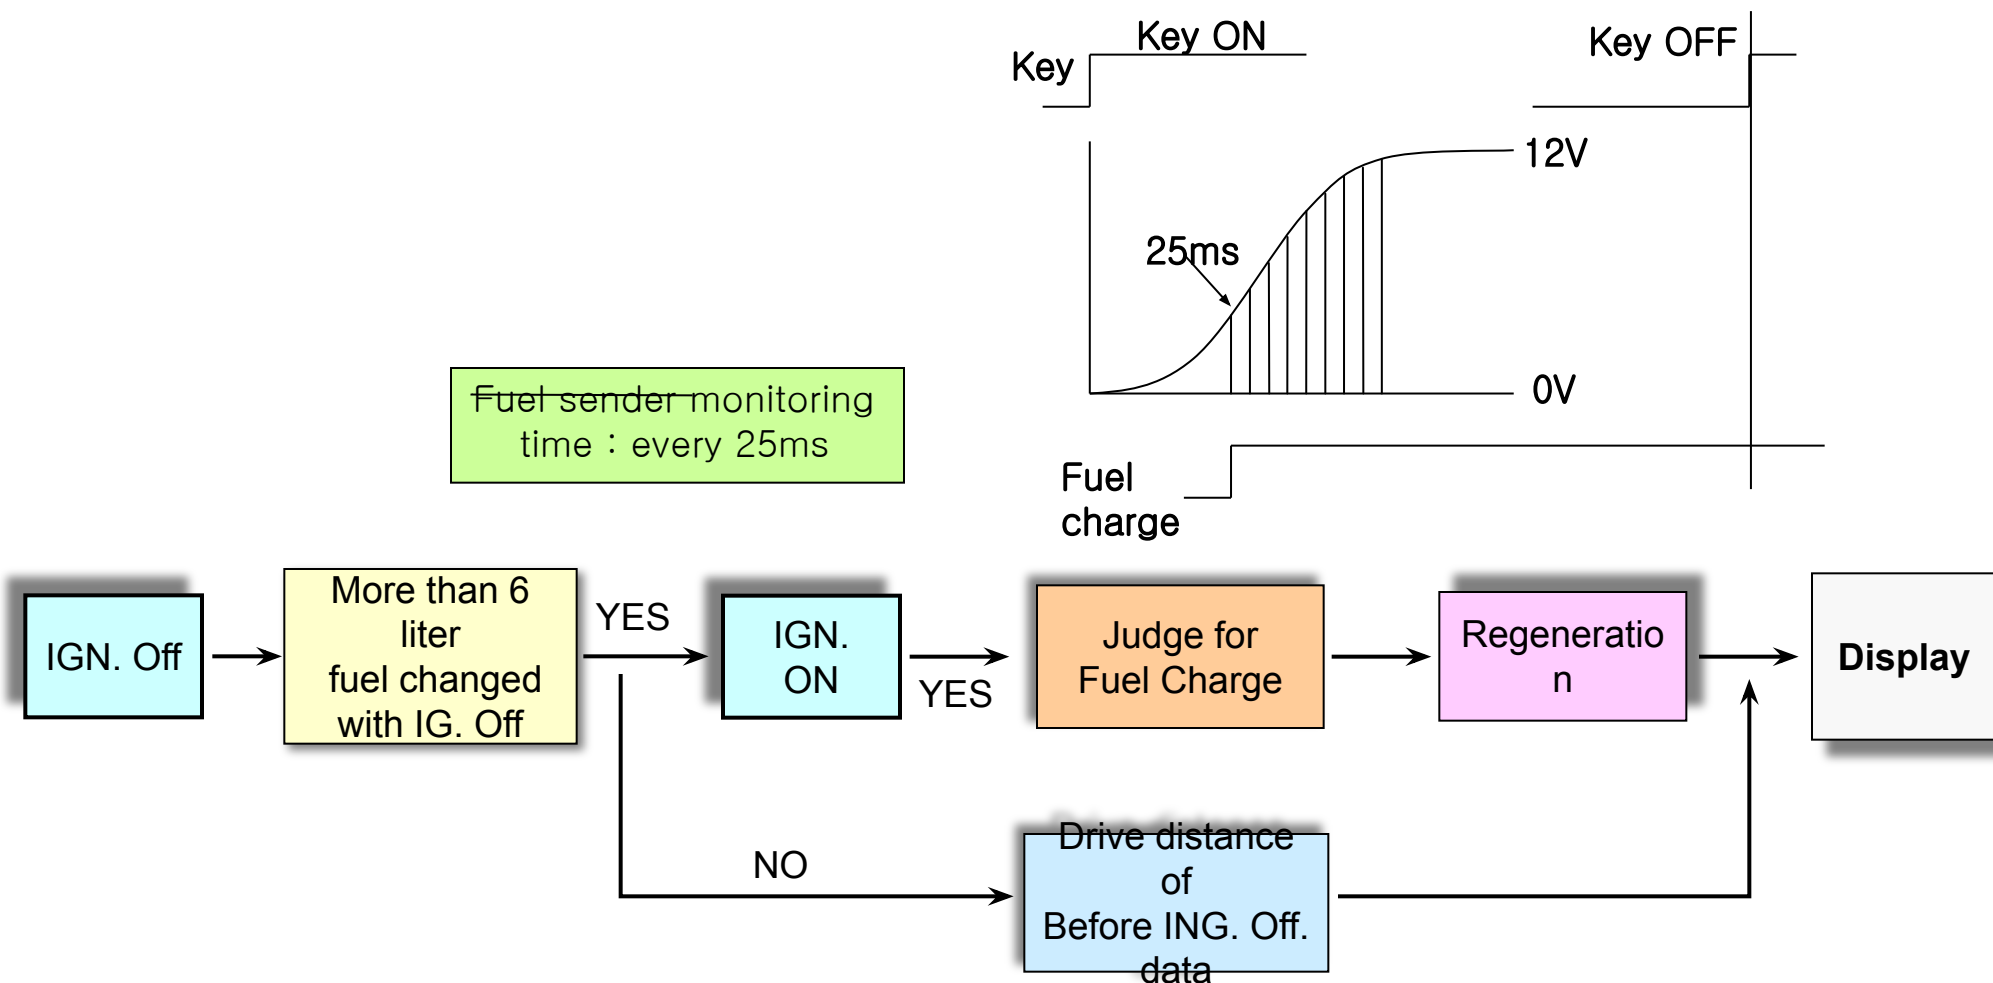 Key ON
Key OFF
Key
12V
25ms
0V
Fuel sender monitoring
time : every 25ms
Fuel
charge
IGN. Off
More than 6
liter
fuel changed
with IG. Off
YES
IGN.
ON
YES
Judge for
Fuel Charge
Regeneratio
n
Display
NO
Drive distance
of
Before ING. Off.
data